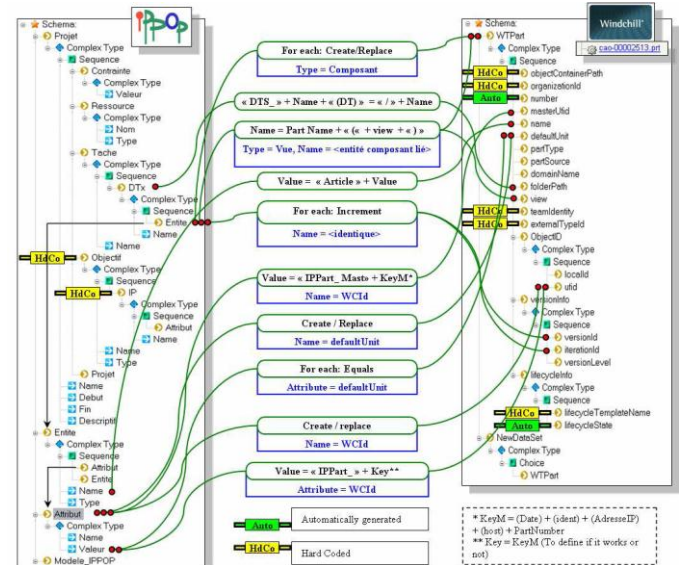 Schema:
Projet
Complex Type
Sequence
Contrainte
Complex Type
Valeur
Ressource
Complex Type
Nom
Type
Tache
Complex Type
Sequence
DTx
Complex Type
Sequence
Entite
Name
Name
HdCo Objectif
Complex Type
Sequence
HdCo IP
Complex Type
Sequence
Attribut
Name
Name
Type
Projet
Name
Debut
Fin
Descriptif
Entite
Complex Type
Sequence
Attribut
Entite
Name
Type
Attribut
Complex Type
Name
Valeur
Modele_IPPOP
IPPOP
For each: Create/Replace
Type = Composant
« DTS_ » + Name + « (DT) » = « / » + Name
Name = Part Name + « (« + view + « ) »
Type = Vue, Name = <entité composant lié>
Value = « Article » + Value
For each: Increment
Name = <identique>
Value = « IPPart_ Mast» + KeyM*
Name = WCId
Create / Replace
Name = defaultUnit
For each: Equals
Attribute = defaultUnit
Create / replace
Name = WCId
Value = « IPPart_ » + Key**
Attribute = WCId
Auto Automatically generated
HdCo Hard Coded
Windchill
cao-00002513.prt
Schema:
WTPart
Complex Type
Sequence
HdCo objectContainerPath
HdCo organizationId
Auto number
masterUfid
name
defaultUnit
partType
partSource
domainName
folderPath
view
HdCo teamIdentity
HdCo externalTypeId
ObjectID
Complex Type
Sequence
localId
ufid
versionInfo
Complex Type
Sequence
versionId
iterationId
versionLevel
lifecycleInfo
Complex Type
Sequence
HdCo lifecycleTemplateName
Auto lifecycleState
NewDataSet
Complex Type
Choice
WTPart
* KeyM = (Date) + (ident) + (AdresseIP)
+ (host) + PartNumber
** Key = KeyM (To define if it works or
not)